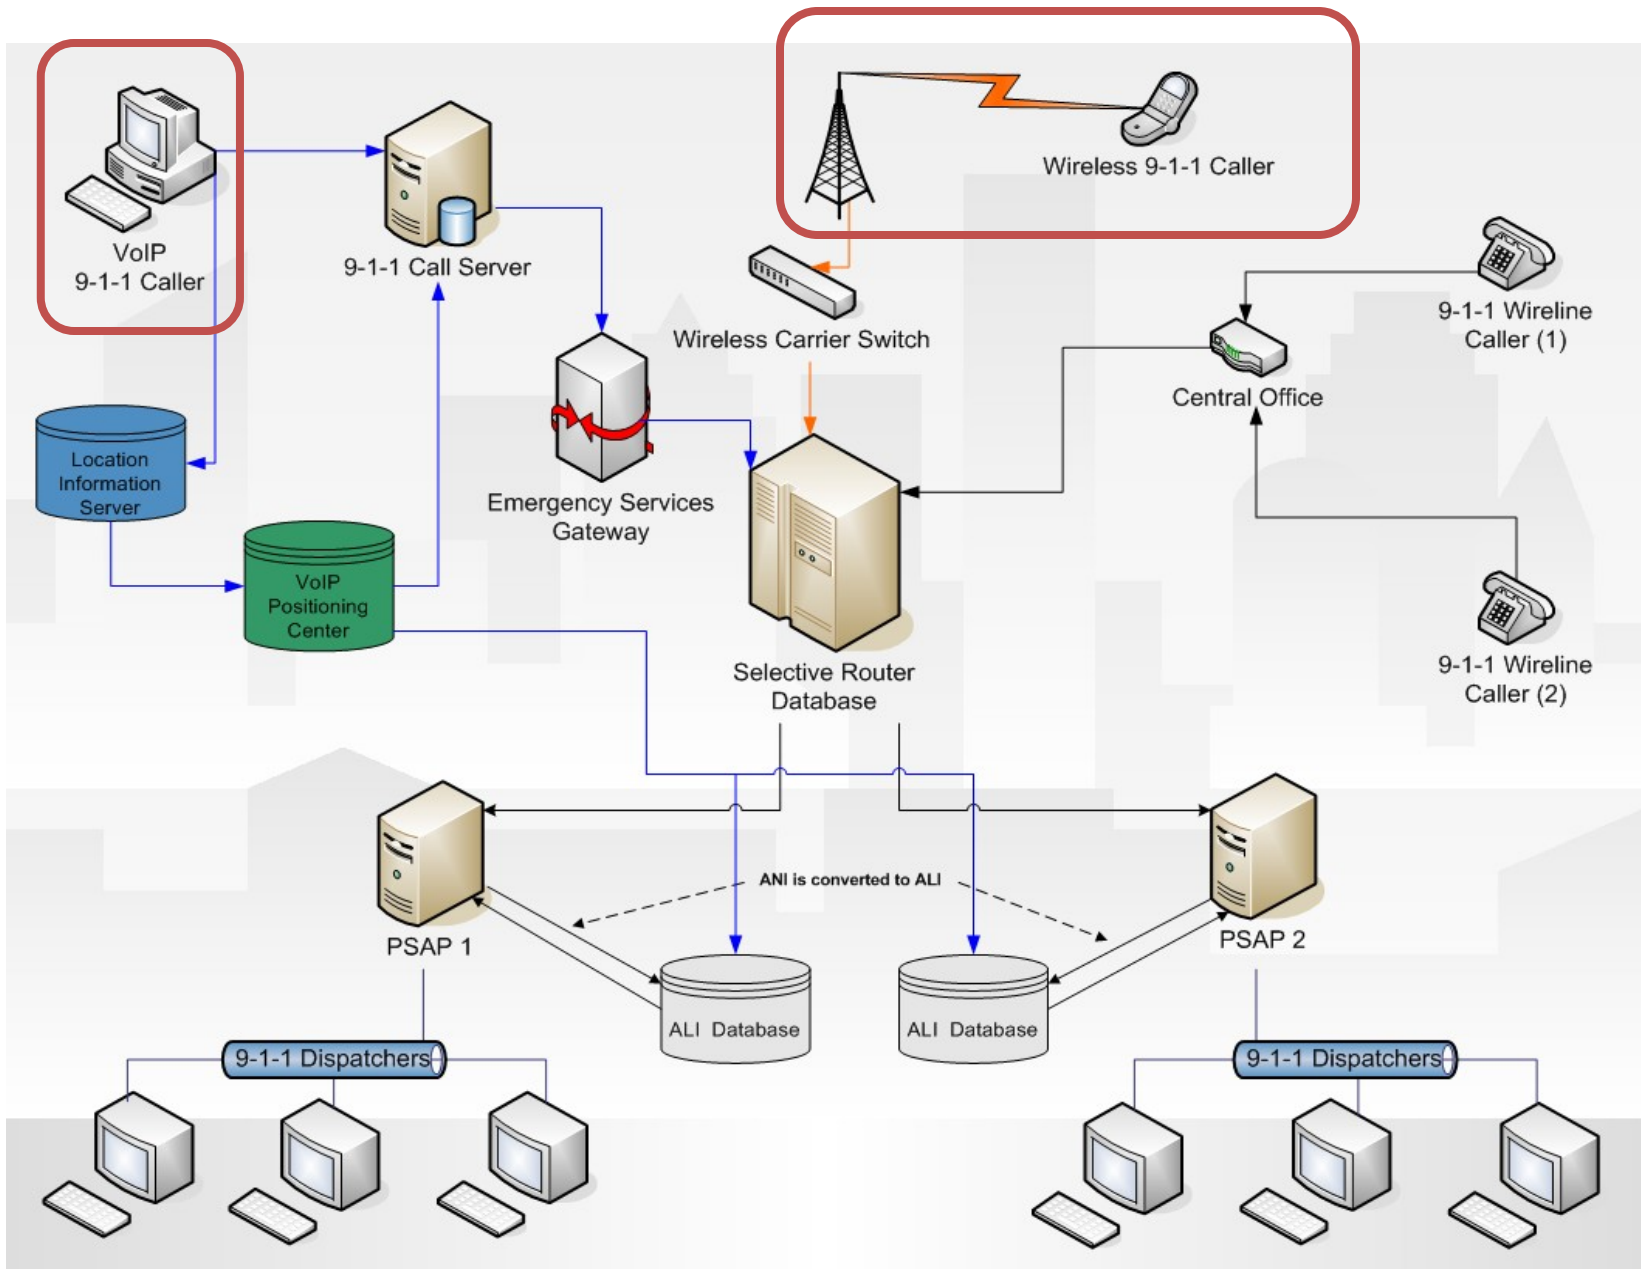 VoIP
9-1-1 Caller
9-1-1 Call Server
Wireless 9-1-1 Caller
Wireless Carrier Switch
9-1-1 Wireline
Caller (1)
Central Office
Location
Information
Server
Emergency Services
Gateway
VoIP
Positioning
Center
Selective Router
Database
9-1-1 Wireline
Caller (2)
PSAP 1
ANI is converted to ALI
PSAP 2
ALI Database
ALI Database
9-1-1 Dispatchers
9-1-1 Dispatchers